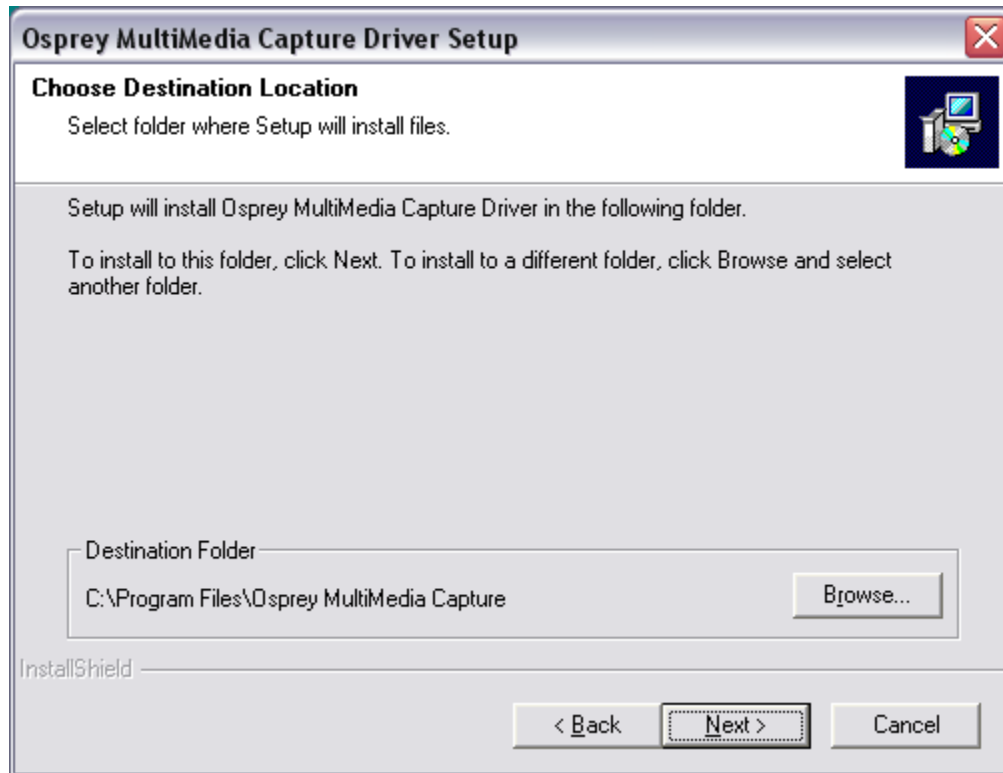 Osprey MultiMedia Capture Driver Setup
Choose Destination Location
Select folder where Setup will install files.
Setup will install Osprey MultiMedia Capture Driver in the following folder.
To install to this folder, click Next. To install to a different folder, click Browse and select
another folder.
Destination Folder
C:\Program Files\Osprey MultiMedia Capture
Browse...
InstallShield
< Back
Next >
Cancel